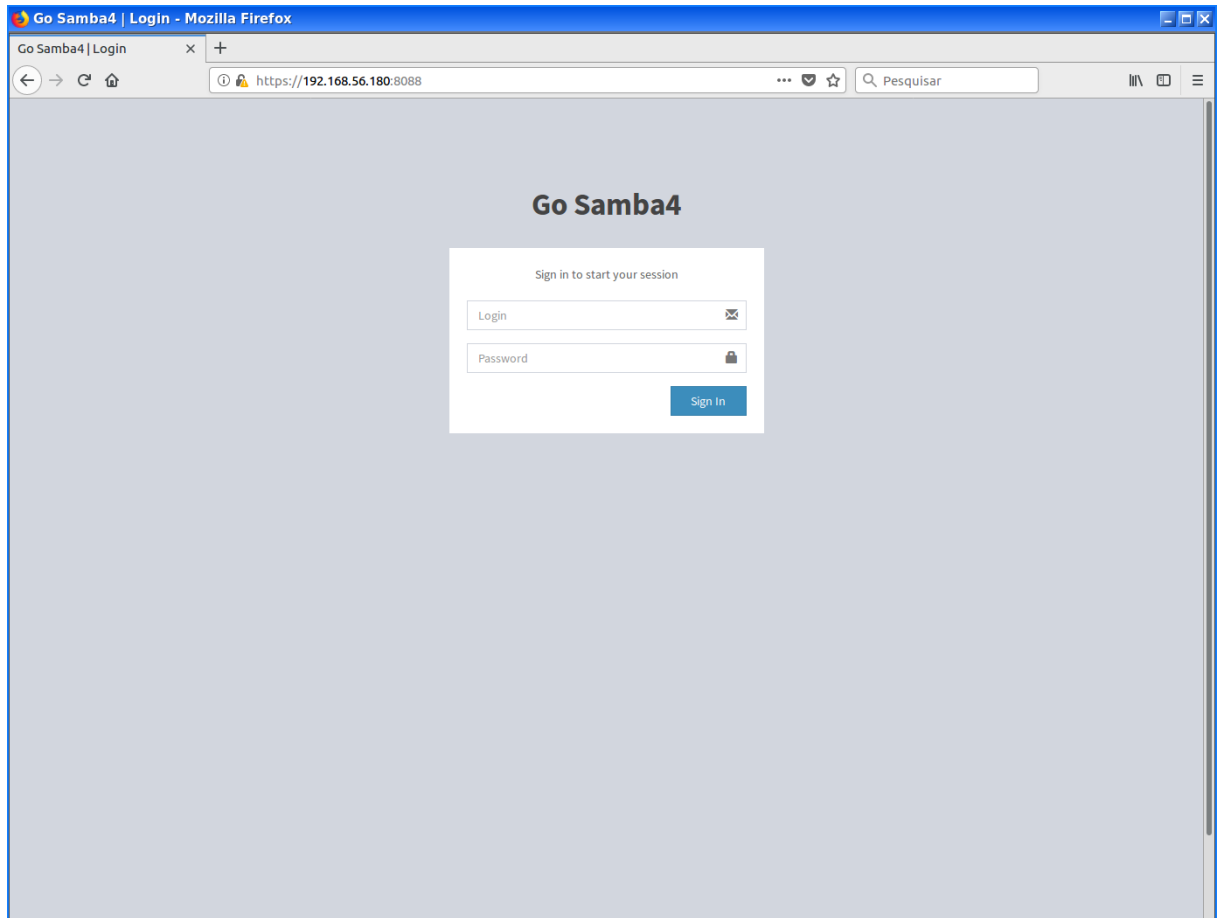 Go Samba4 | Login - Mozilla Firefox
Go Samba4 | Login
https://192.168.56.180:8088
Pesquisar
Go Samba4
Sign in to start your session
Login
Password
Sign In